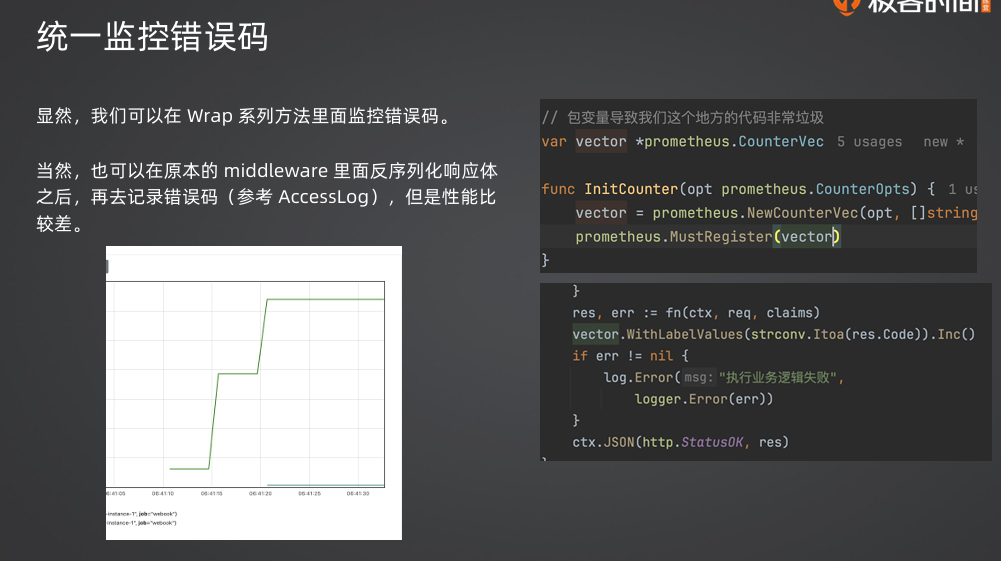 统一监控错误码
显然，我们可以在 Wrap 系列方法里面监控错误码。
当然，也可以在原本的 middleware 里面反序列化响应体
之后，再去记录错误码（参考 AccessLog），但是性能比
较差。
06:41:05 06:41:10 06:41:15 06:41:20 06:41:25 06:41:30
-instance-1", job="webook"}
-instance-1", job="webook"}
极客时间
// 包变量导致我们这个地方的代码非常垃圾
var vector *prometheus.CounterVec 5 usages new *
func InitCounter(opt prometheus.CounterOpts) { 1 us
vector = prometheus.NewCounterVec(opt, []string
prometheus.MustRegister(vector)
}
}
res, err := fn(ctx, req, claims)
vector.WithLabelValues(strconv.Itoa(res.Code)).Inc()
if err != nil {
log.Error( msg: "执行业务逻辑失败",
logger.Error(err))
}
ctx.JSON(http.StatusOK, res)